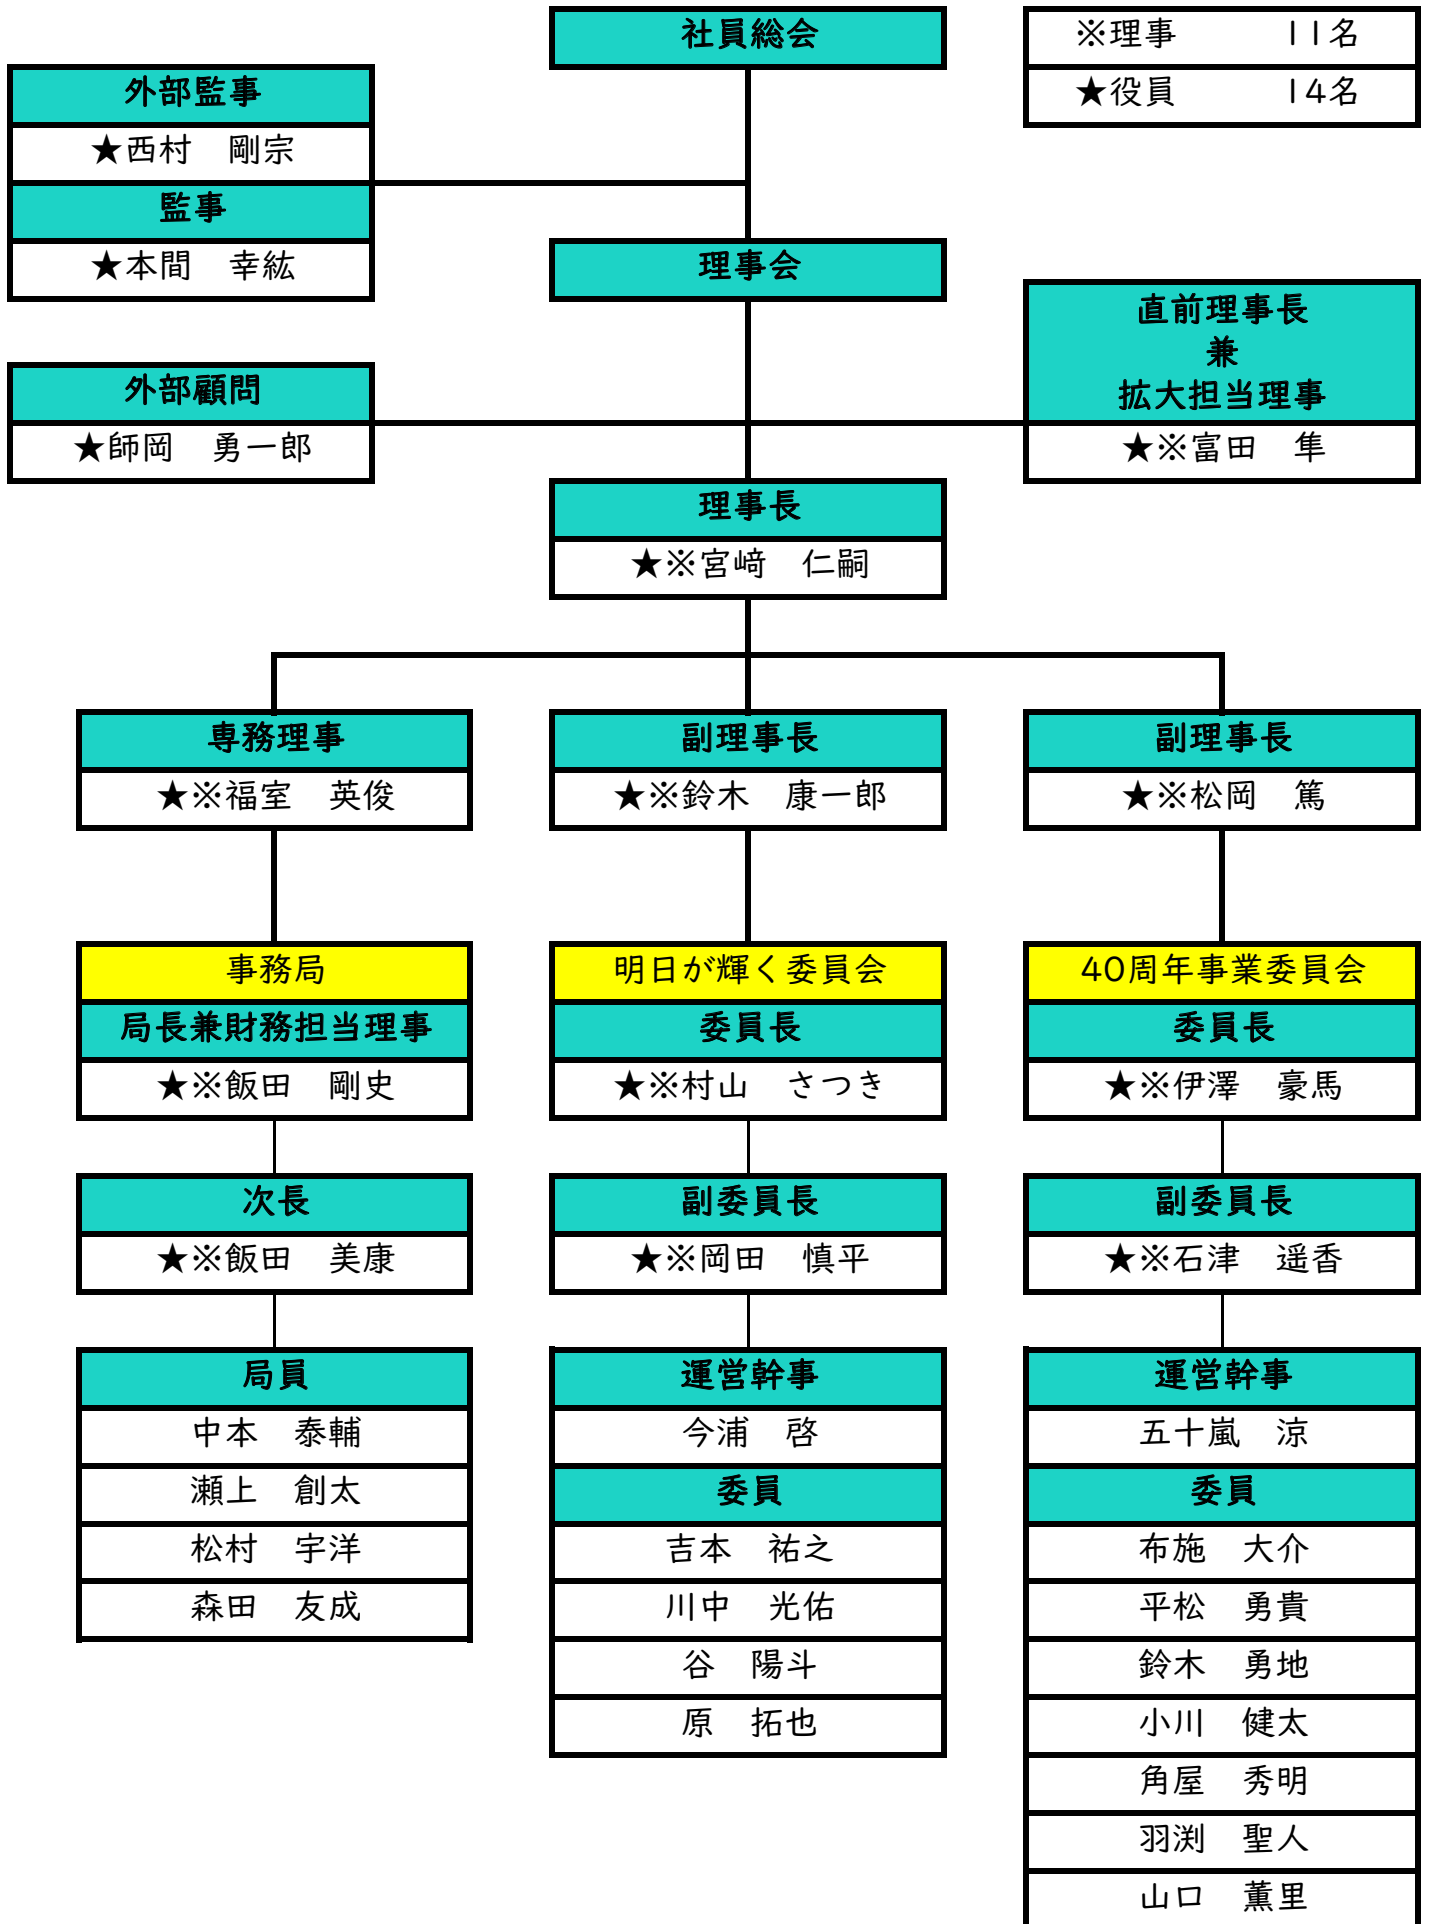 社員総会
※理事　　　11名
★役員　　　14名
外部監事
★西村　剛宗
監事
★本間　幸紘
理事会
直前理事長
兼
拡大担当理事
★※富田　隼
外部顧問
★師岡　勇一郎
理事長
★※宮﨑　仁嗣
専務理事
★※福室　英俊
副理事長
★※鈴木　康一郎
副理事長
★※松岡　篤
事務局
局長兼財務担当理事
★※飯田　剛史
明日が輝く委員会
委員長
★※村山　さつき
40周年事業委員会
委員長
★※伊澤　豪馬
次長
★※飯田　美康
副委員長
★※岡田　慎平
副委員長
★※石津　遥香
局員
中本　泰輔
瀬上　創太
松村　宇洋
森田　友成
運営幹事
今浦　啓
委員
吉本　祐之
川中　光佑
谷　陽斗
原　拓也
運営幹事
五十嵐　涼
委員
布施　大介
平松　勇貴
鈴木　勇地
小川　健太
角屋　秀明
羽渕　聖人
山口　薫里